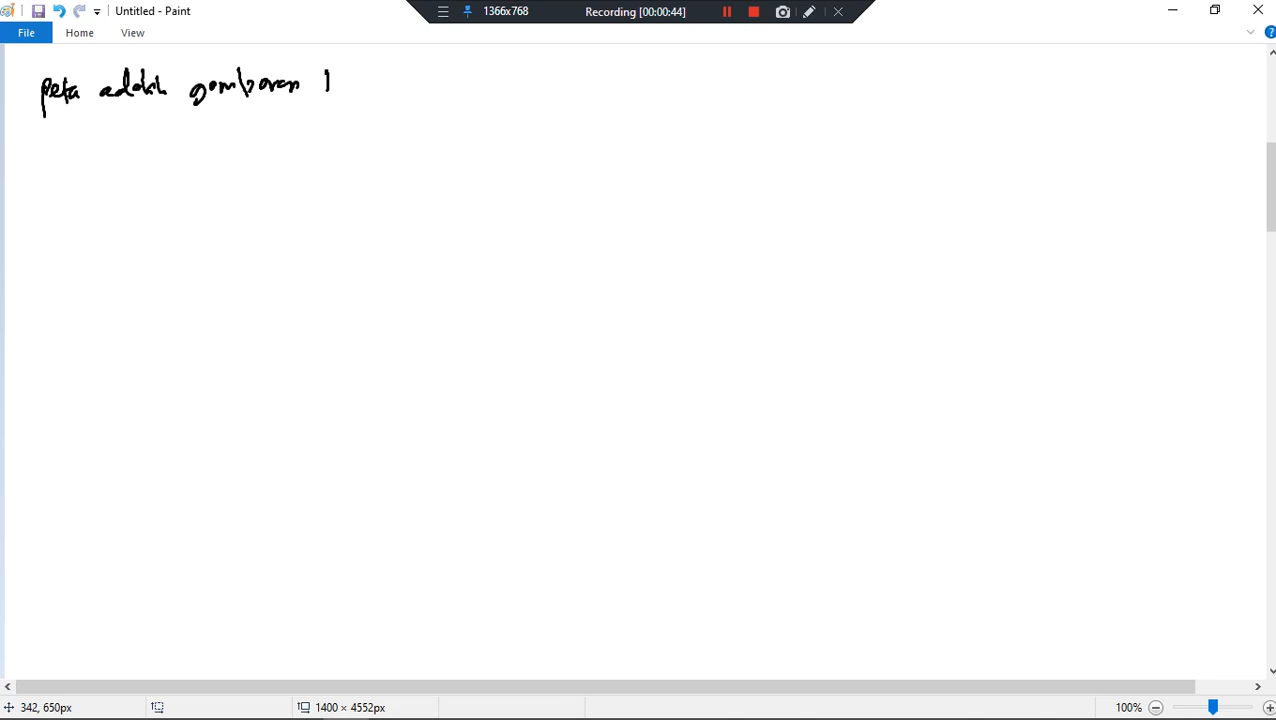 Untitled - Paint
1366x768
Recording [00:00:44]
File Home View
peta adalah gambaran
342, 650px
1400 × 4552px
100%